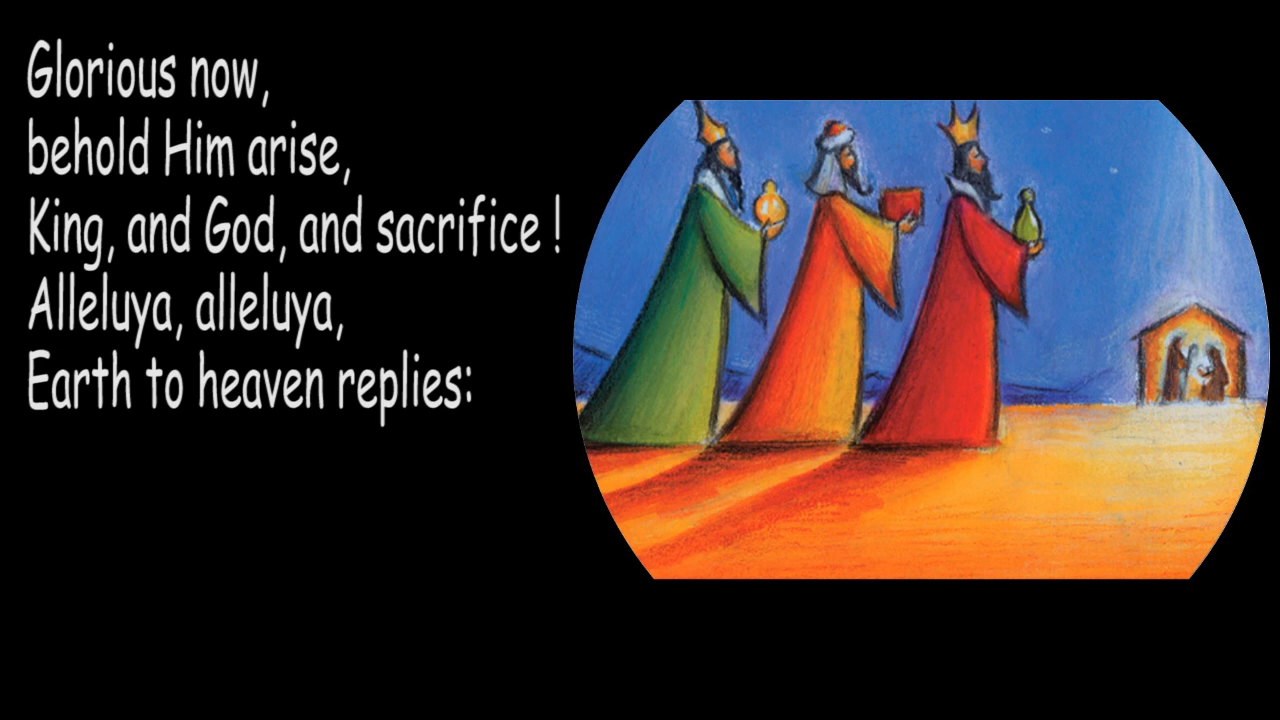 Glorious now,
behold Him arise,
King, and God, and sacrifice !
Alleluya, alleluya,
Earth to heaven replies: